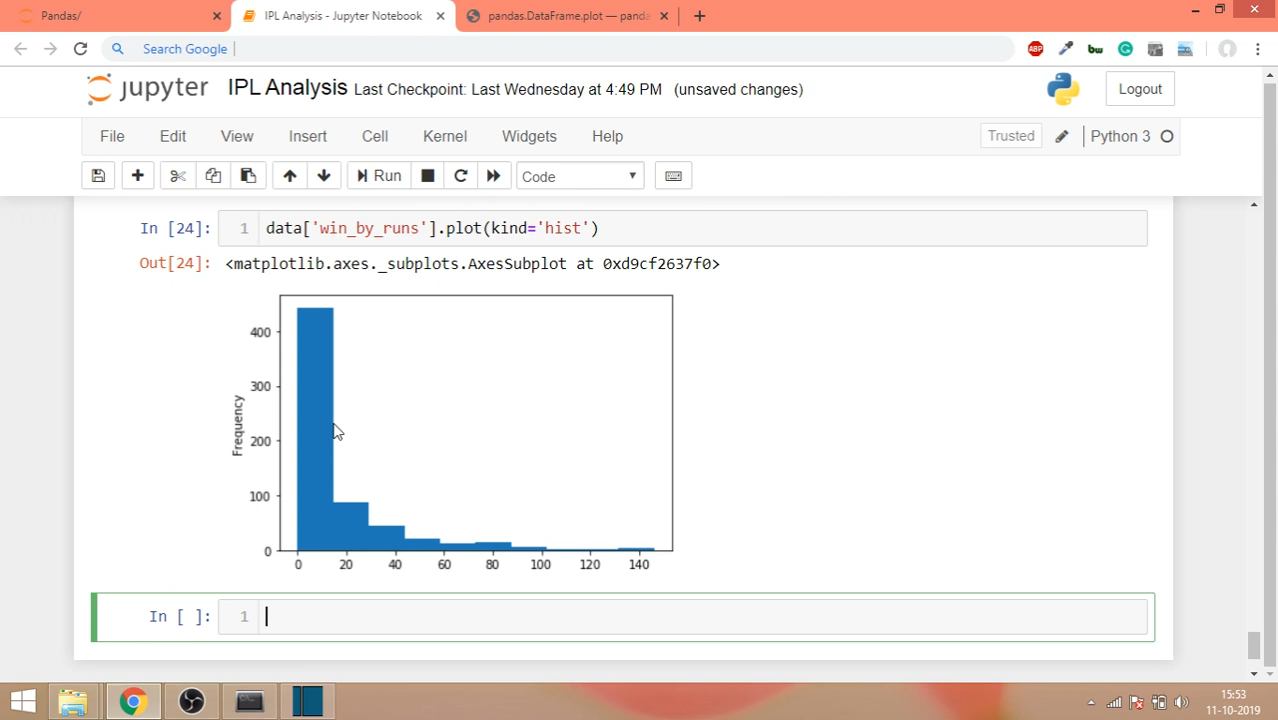 Pandas/
IPL Analysis - Jupyter Notebook
pandas.DataFrame.plot — panda
Search Google
ABP
bw
G
jupyter IPL Analysis Last Checkpoint: Last Wednesday at 4:49 PM (unsaved changes)
Logout
File Edit View Insert Cell Kernel Widgets Help
Trusted
Python 3
Run
Code
In [24]: 1 data['win_by_runs'].plot(kind='hist')
Out[24]: <matplotlib.axes._subplots.AxesSubplot at 0xd9cf2637f0>
400
300
200
100
0
Frequency
0 20 40 60 80 100 120 140
In [ ]: 1
15:53
11-10-2019